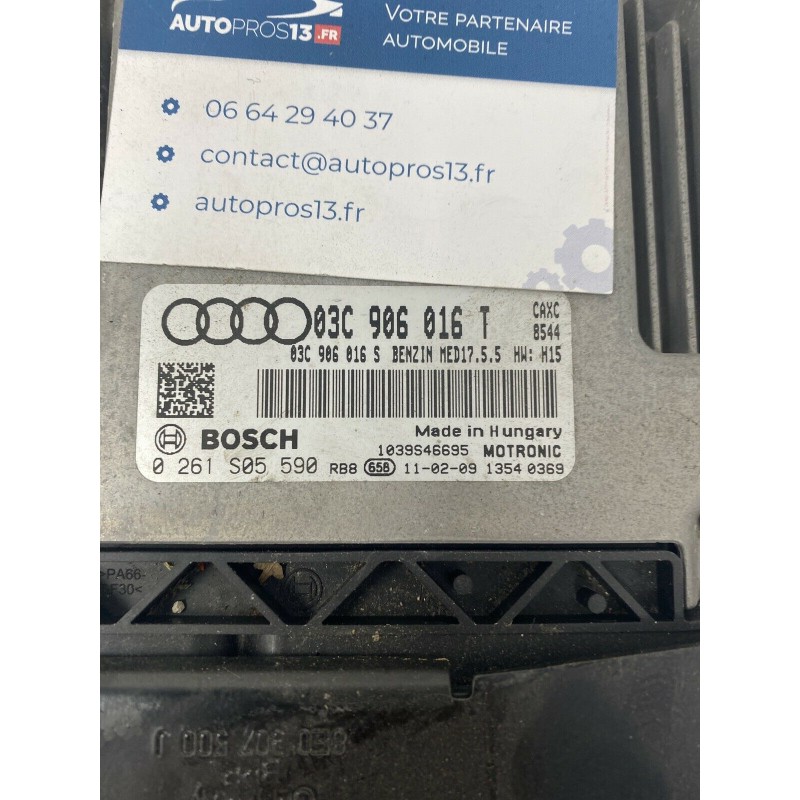 AUTOPROS13.FR
VOTRE PARTENAIRE
AUTOMOBILE
06 64 29 40 37
contact@autopros13.fr
autopros13.fr
03C 906 016 T CAXC
8544
03C 906 016 S BENZIN MED17.5.5 HW: H15
BOSCH
Made in Hungary
1039S46695 MOTRONIC
0 261 S05 590 RB8 658 11-02-09 1354 0369
>PA66-